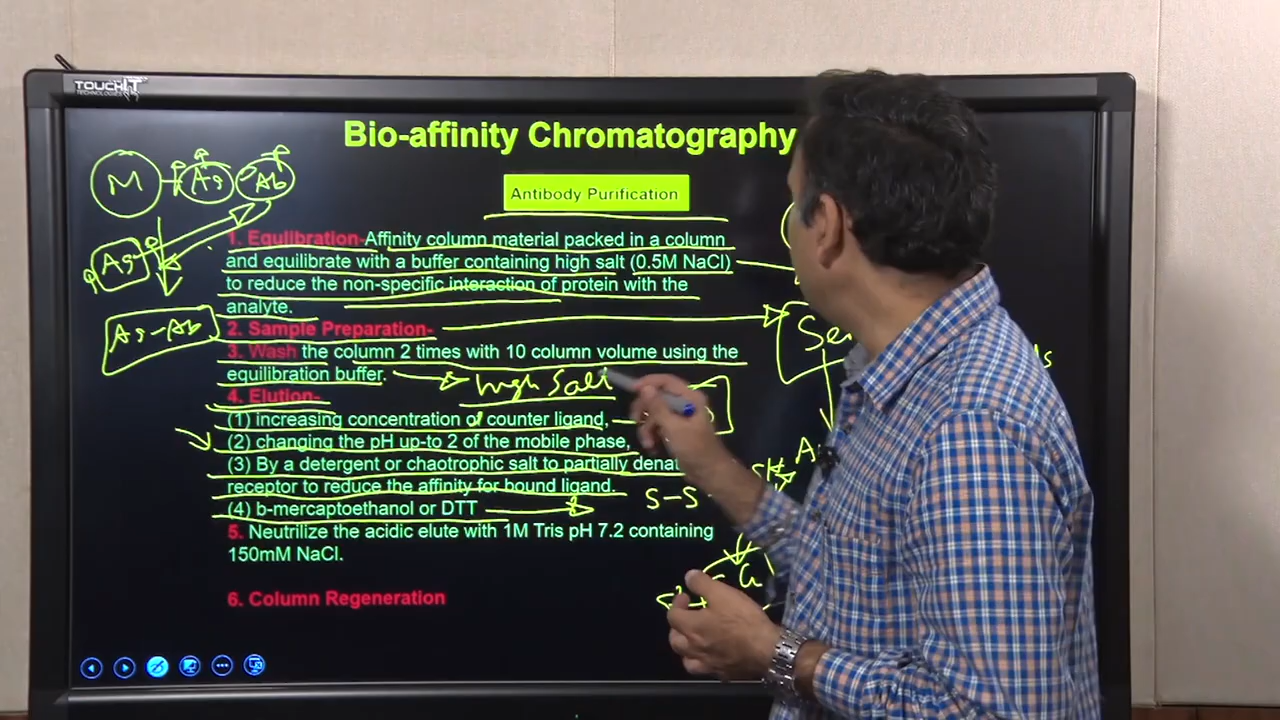 TOUCHIT
TECHNOLOGIES
Bio-affinity Chromatography
Antibody Purification
M
Ag
Ab
1. Equlibration-Affinity column material packed in a column
and equilibrate with a buffer containing high salt (0.5M NaCl)
to reduce the non-specific interaction of protein with the
analyte.
Ag
Ag-Ab
2. Sample Preparation-
3. Wash the column 2 times with 10 column volume using the
equilibration buffer.
high Salt
4. Elution-
(1) increasing concentration of counter ligand,
(2) changing the pH up-to 2 of the mobile phase,
(3) By a detergent or chaotrophic salt to partially denat
receptor to reduce the affinity for bound ligand.
S-S
(4) b-mercaptoethanol or DTT
5. Neutrilize the acidic elute with 1M Tris pH 7.2 containing
150mM NaCl.
6. Column Regeneration